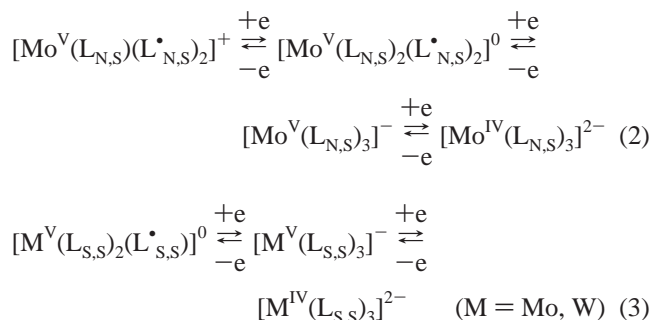 [Mo^V(L_N,S)(L^•_N,S)_2]^+ +e ⇌ −e [Mo^V(L_N,S)_2(L^•_N,S)_2]^0 +e ⇌ −e
[Mo^V(L_N,S)_3]^− +e ⇌ −e [Mo^IV(L_N,S)_3]^2− (2)
[M^V(L_S,S)_2(L^•_S,S)]^0 +e ⇌ −e [M^V(L_S,S)_3]^− +e ⇌ −e
[M^IV(L_S,S)_3]^2− (M = Mo, W) (3)